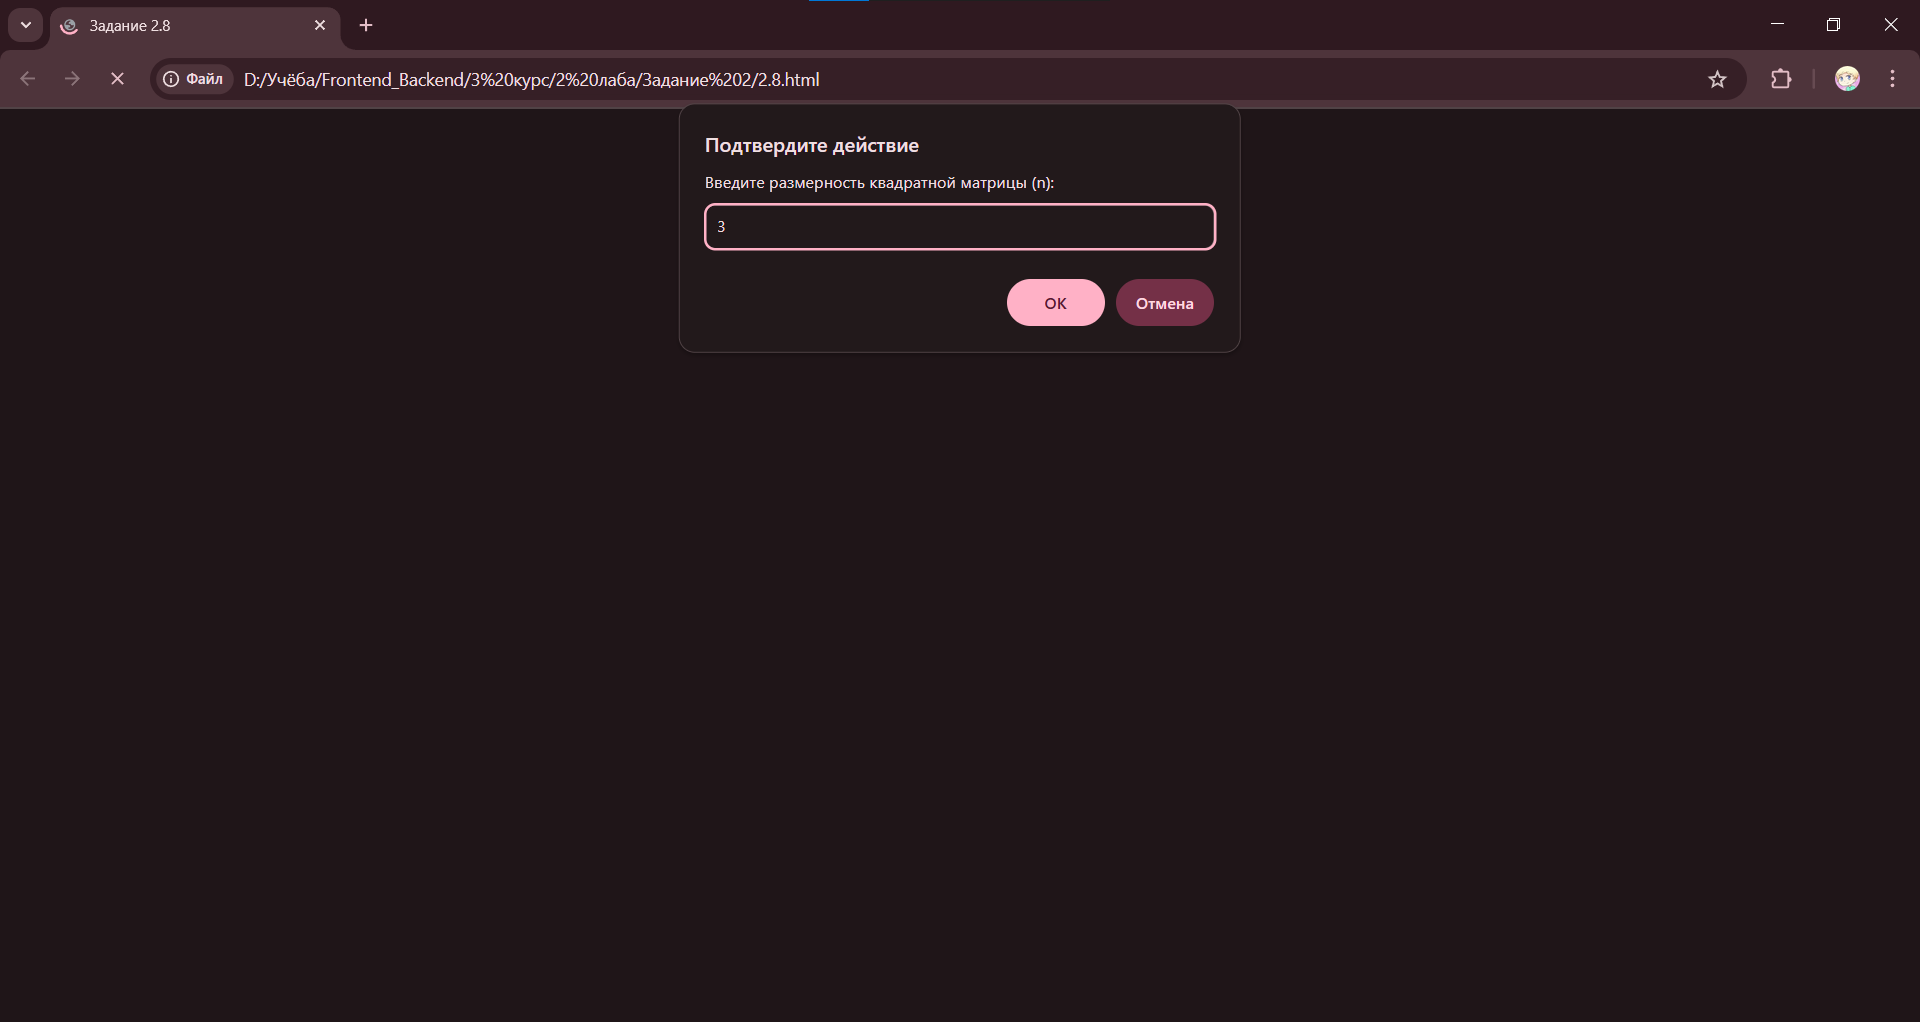 Задание 2.8
Файл D:/Учёба/Frontend_Backend/3%20курс/2%20лаба/Задание%202/2.8.html
Подтвердите действие
Введите размерность квадратной матрицы (n):
3
ОК Отмена